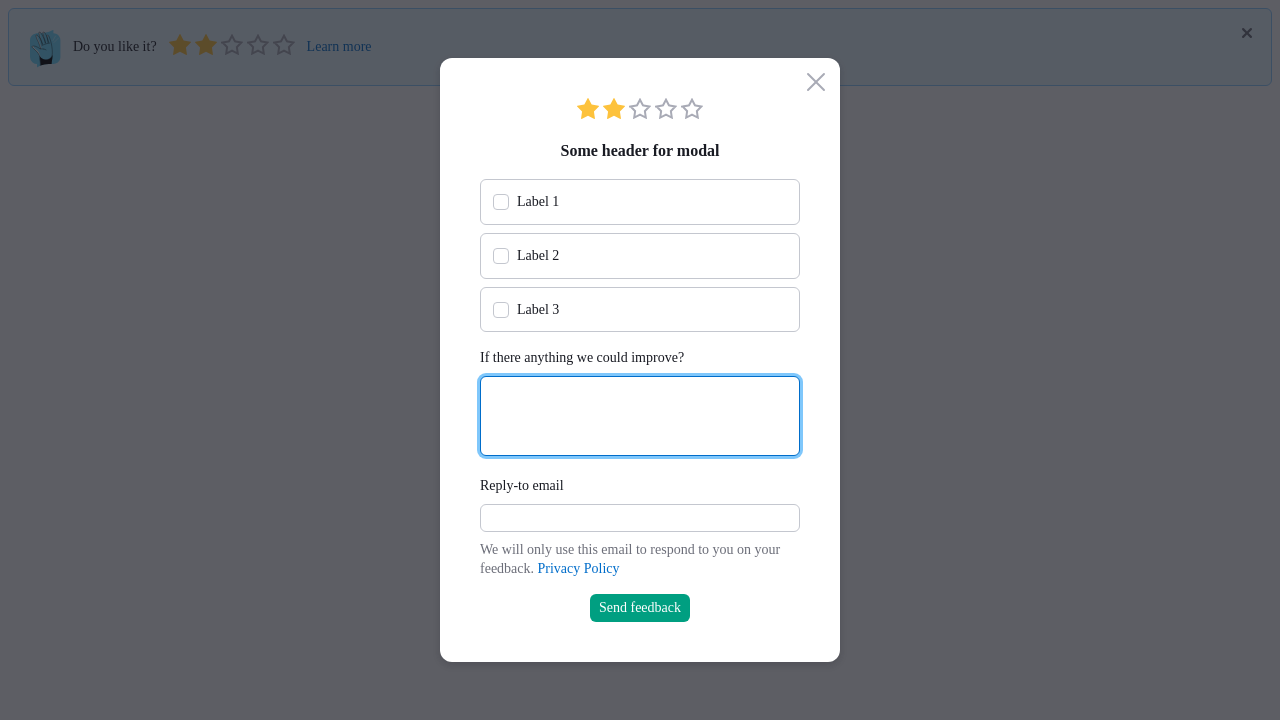 Do you like it? Learn more
Some header for modal
Label 1
Label 2
Label 3
If there anything we could improve?
Reply-to email
We will only use this email to respond to you on your
feedback. Privacy Policy
Send feedback